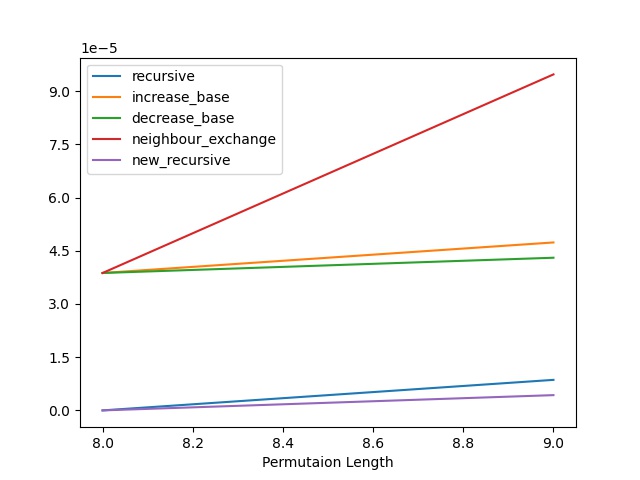 1e−5
recursive
increase_base
decrease_base
neighbour_exchange
new_recursive
9.0
7.5
6.0
4.5
3.0
1.5
0.0
8.0 8.2 8.4 8.6 8.8 9.0
Permutaion Length